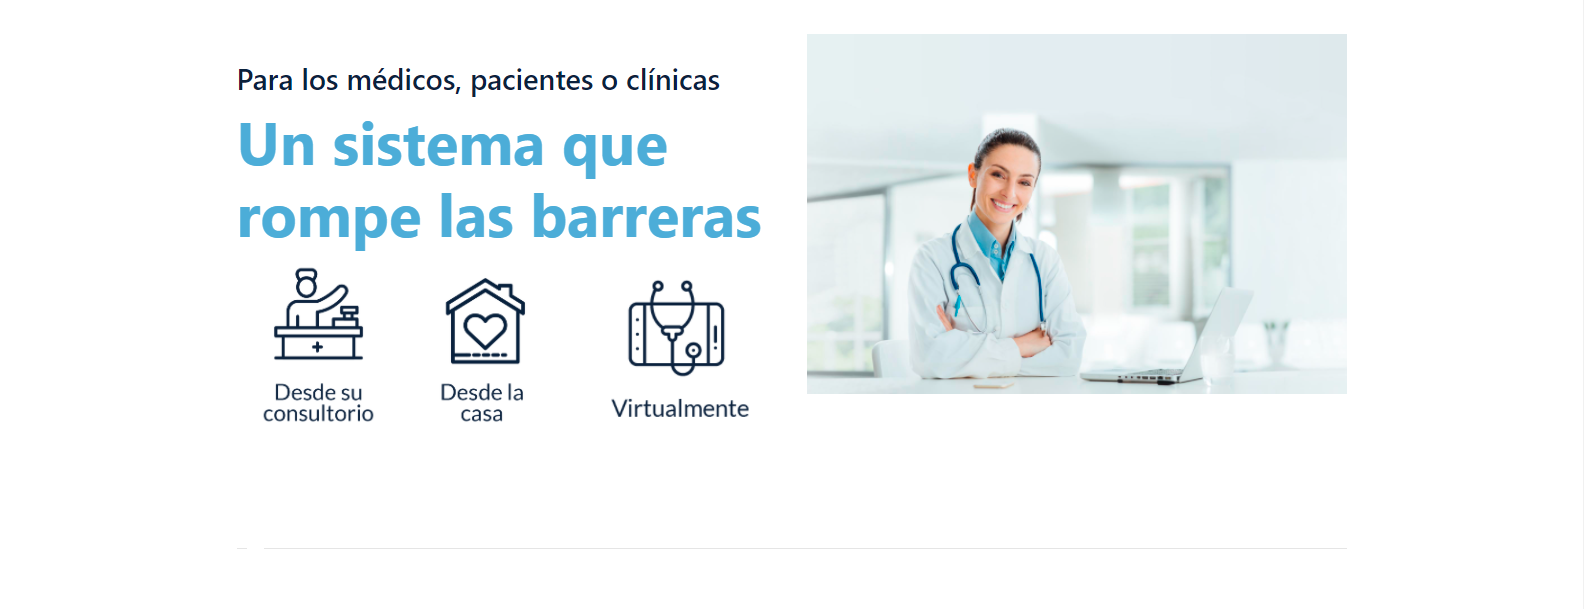 Para los médicos, pacientes o clínicas
Un sistema que
rompe las barreras
Desde su
consultorio
Desde la
casa
Virtualmente